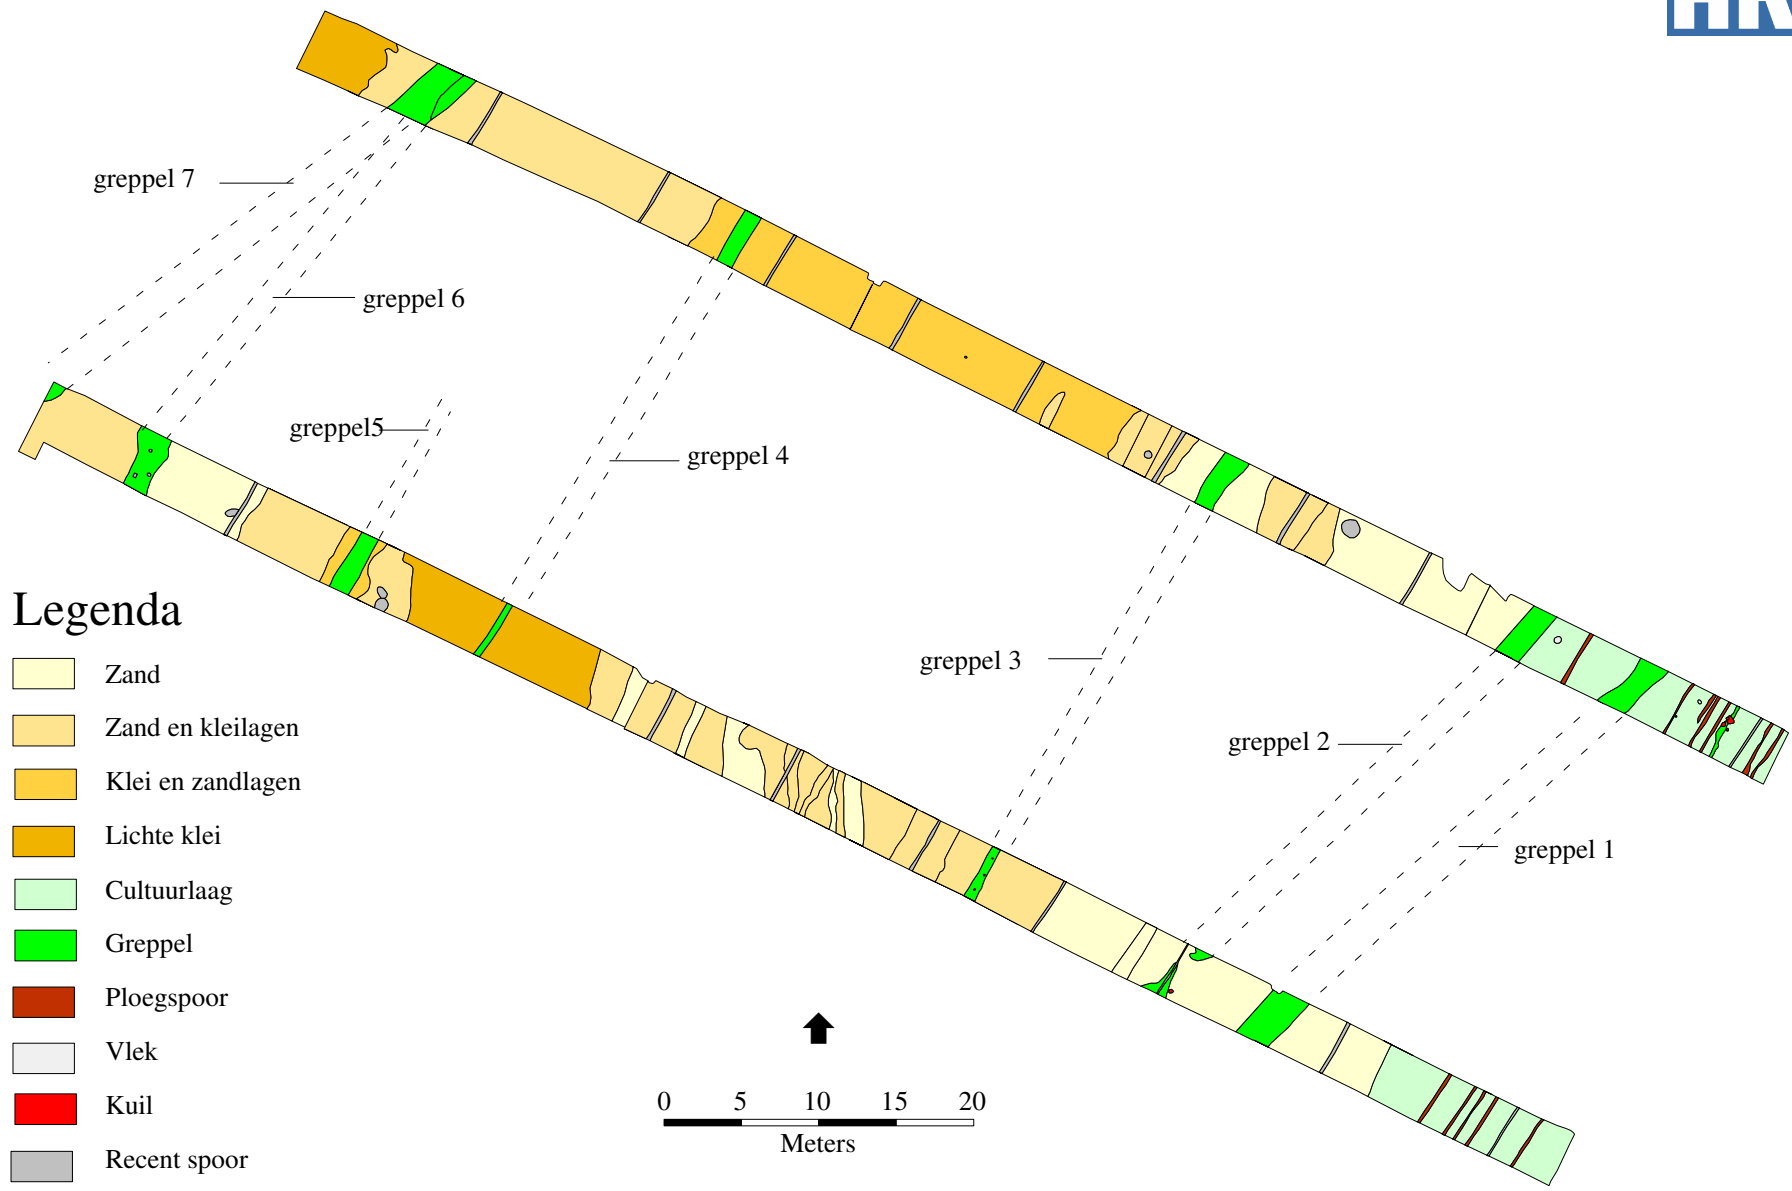 greppel 7
greppel 6
greppel5
greppel 4
greppel 3
greppel 2
greppel 1
Legenda
Zand
Zand en kleilagen
Klei en zandlagen
Lichte klei
Cultuurlaag
Greppel
Ploegspoor
Vlek
Kuil
Recent spoor
0 5 10 15 20
Meters